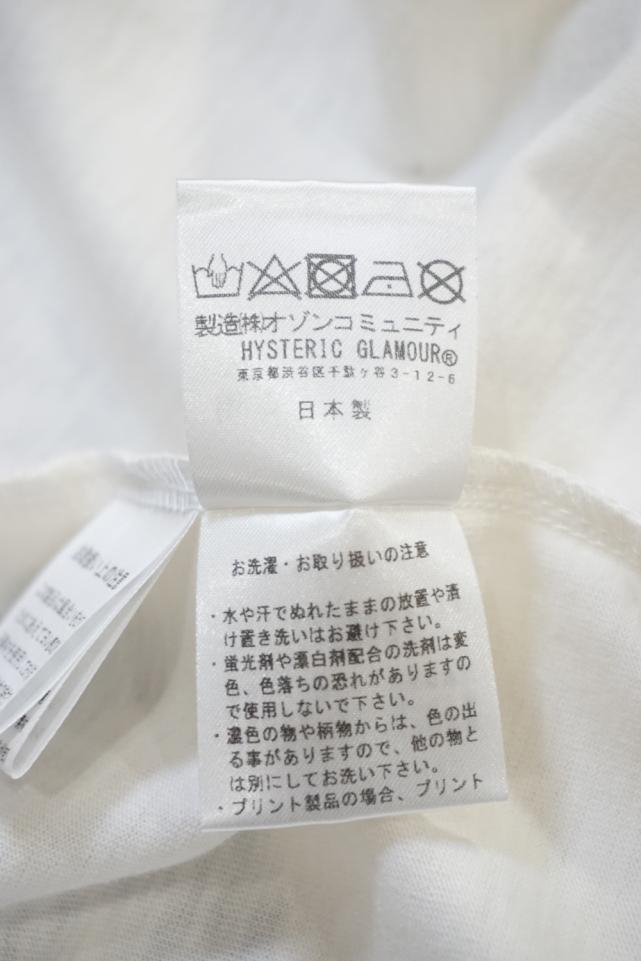 製造(株)オゾンコミュニティ
HYSTERIC GLAMOUR®
東京都渋谷区千駄ヶ谷3-12-6
日本製
お洗濯・お取り扱いの注意
・水や汗でぬれたままの放置や漬
け置き洗いはお避け下さい。
・蛍光剤や漂白剤配合の洗剤は変
色、色落ちの恐れがありますの
で使用しないで下さい。
・濃色の物や柄物からは、色の出
る事がありますので、他の物と
は別にしてお洗い下さい。
・プリント製品の場合、プリント